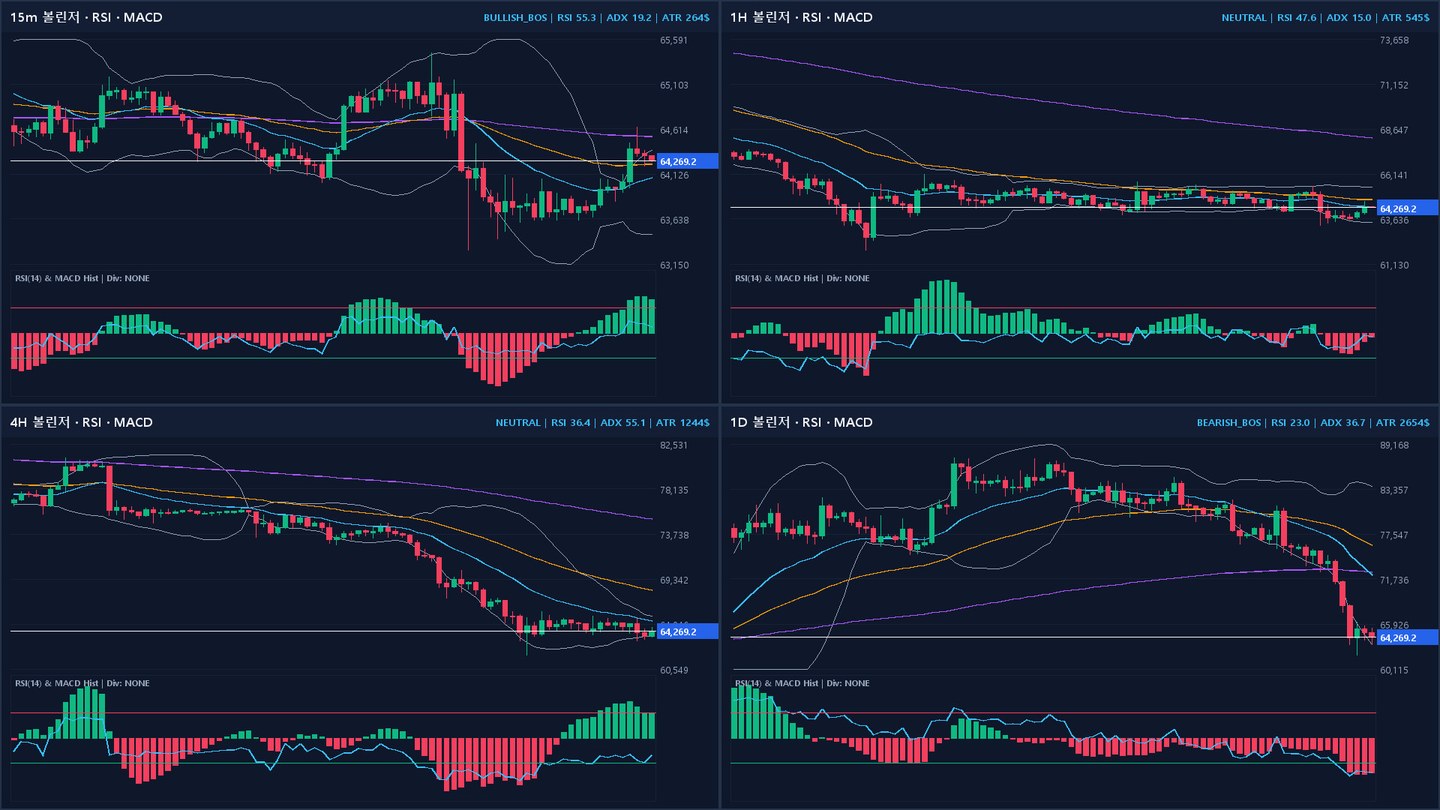 15m 볼린저 · RSI · MACD
BULLISH_BOS | RSI 55.3 | ADX 19.2 | ATR 264$
65,591
65,103
64,614
64,269.2
64,126
63,638
63,150
RSI(14) & MACD Hist | Div: NONE
1H 볼린저 · RSI · MACD
NEUTRAL | RSI 47.6 | ADX 15.0 | ATR 545$
73,658
71,152
68,647
66,141
64,269.2
63,636
61,130
RSI(14) & MACD Hist | Div: NONE
4H 볼린저 · RSI · MACD
NEUTRAL | RSI 36.4 | ADX 55.1 | ATR 1244$
82,531
78,135
73,738
69,342
64,269.2
60,549
RSI(14) & MACD Hist | Div: NONE
1D 볼린저 · RSI · MACD
BEARISH_BOS | RSI 23.0 | ADX 36.7 | ATR 2654$
89,168
83,357
77,547
71,736
65,926
64,269.2
60,115
RSI(14) & MACD Hist | Div: NONE